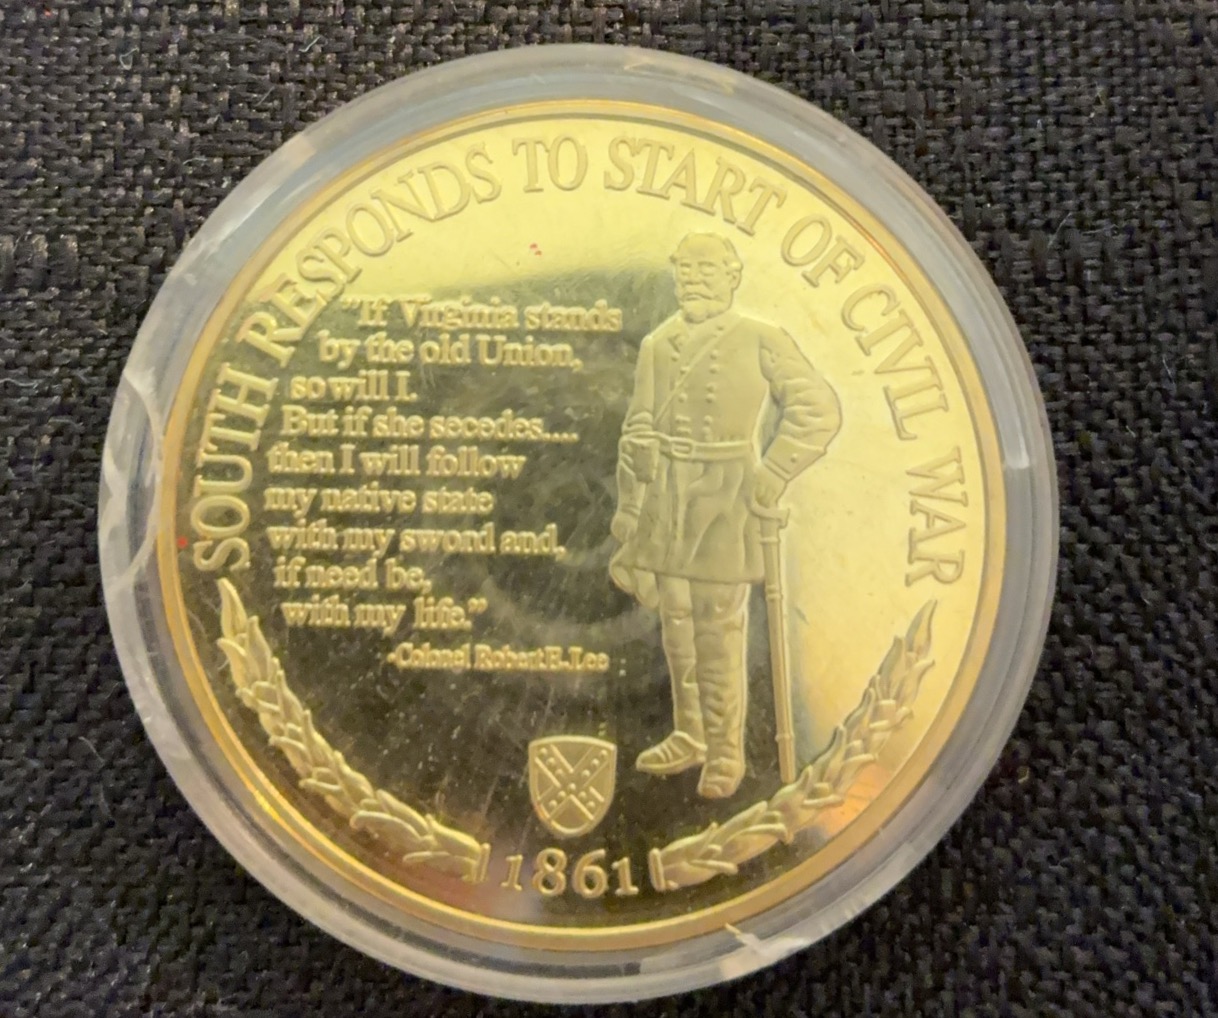 SOUTH RESPONDS TO START OF CIVIL WAR
"If Virginia stands
by the old Union,
so will I.
But if she secedes....
then I will follow
my native state
with my sword and,
if need be,
with my life."
-Colonel Robert E. Lee
1861